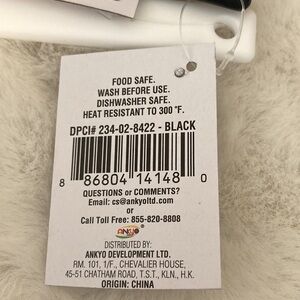 FOOD SAFE.
WASH BEFORE USE.
DISHWASHER SAFE.
HEAT RESISTANT TO 300 °F.
DPCI# 234-02-8422 - BLACK
8 86804 14148 0
QUESTIONS or COMMENTS?
Email: cs@ankyoltd.com
or
Call Toll Free: 855-820-8808
ANKYO
DISTRIBUTED BY:
ANKYO DEVELOPMENT LTD.
RM. 101, 1/F., CHEVALIER HOUSE,
45-51 CHATHAM ROAD, T.S.T., KLN., H.K.
ORIGIN: CHINA